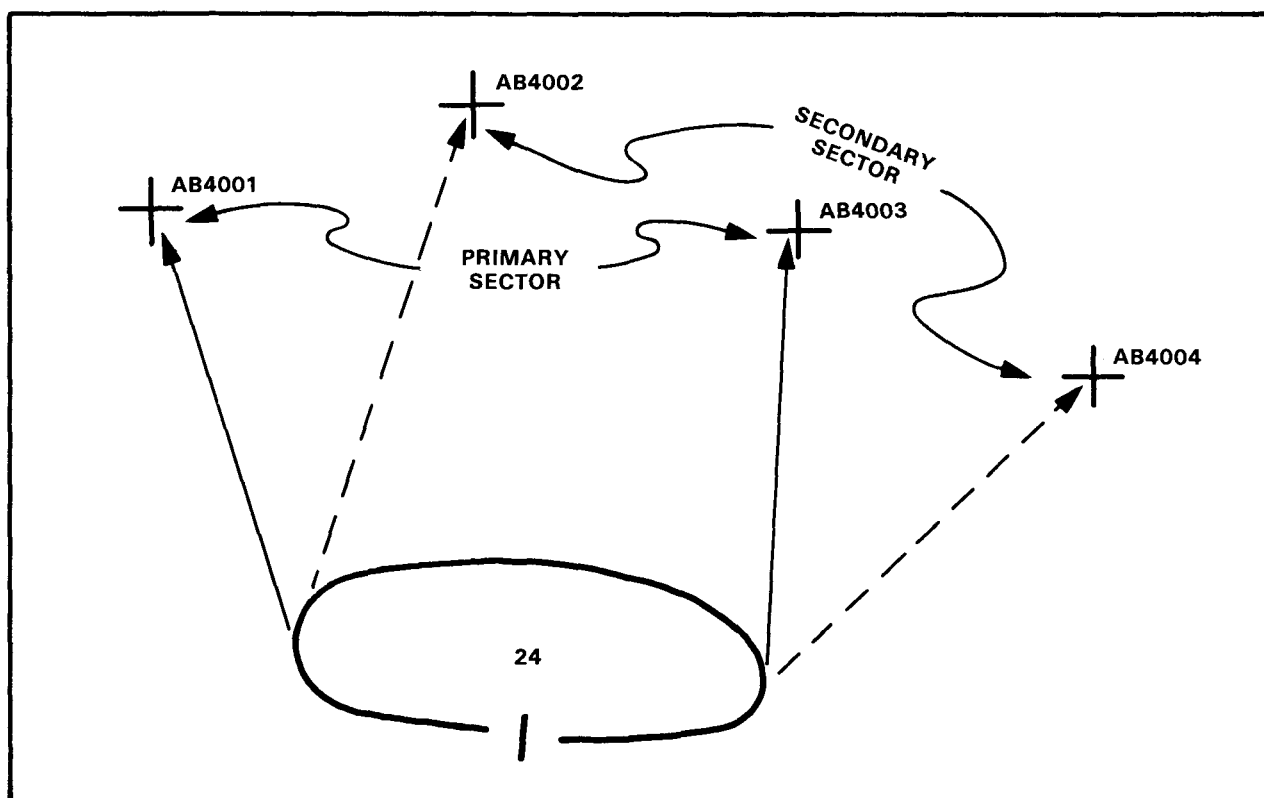 AB4002
SECONDARY
SECTOR
AB4001
AB4003
PRIMARY
SECTOR
AB4004
24